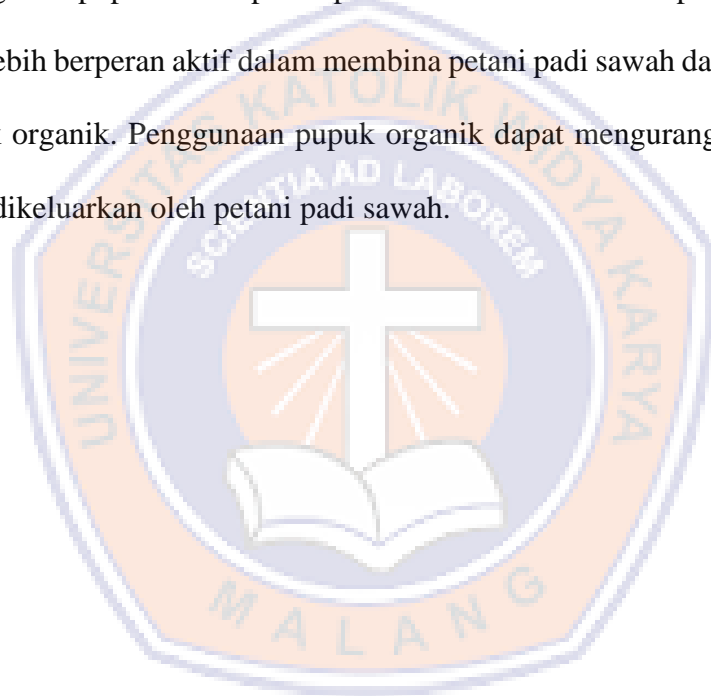 ebih berperan aktif dalam membina petani padi sawah da
organik. Penggunaan pupuk organik dapat mengurang
dikeluarkan oleh petani padi sawah.
UNIVERSITAS KATOLIK WIDYA KARYA
SCIENTIA AD LABOREM
MALANG